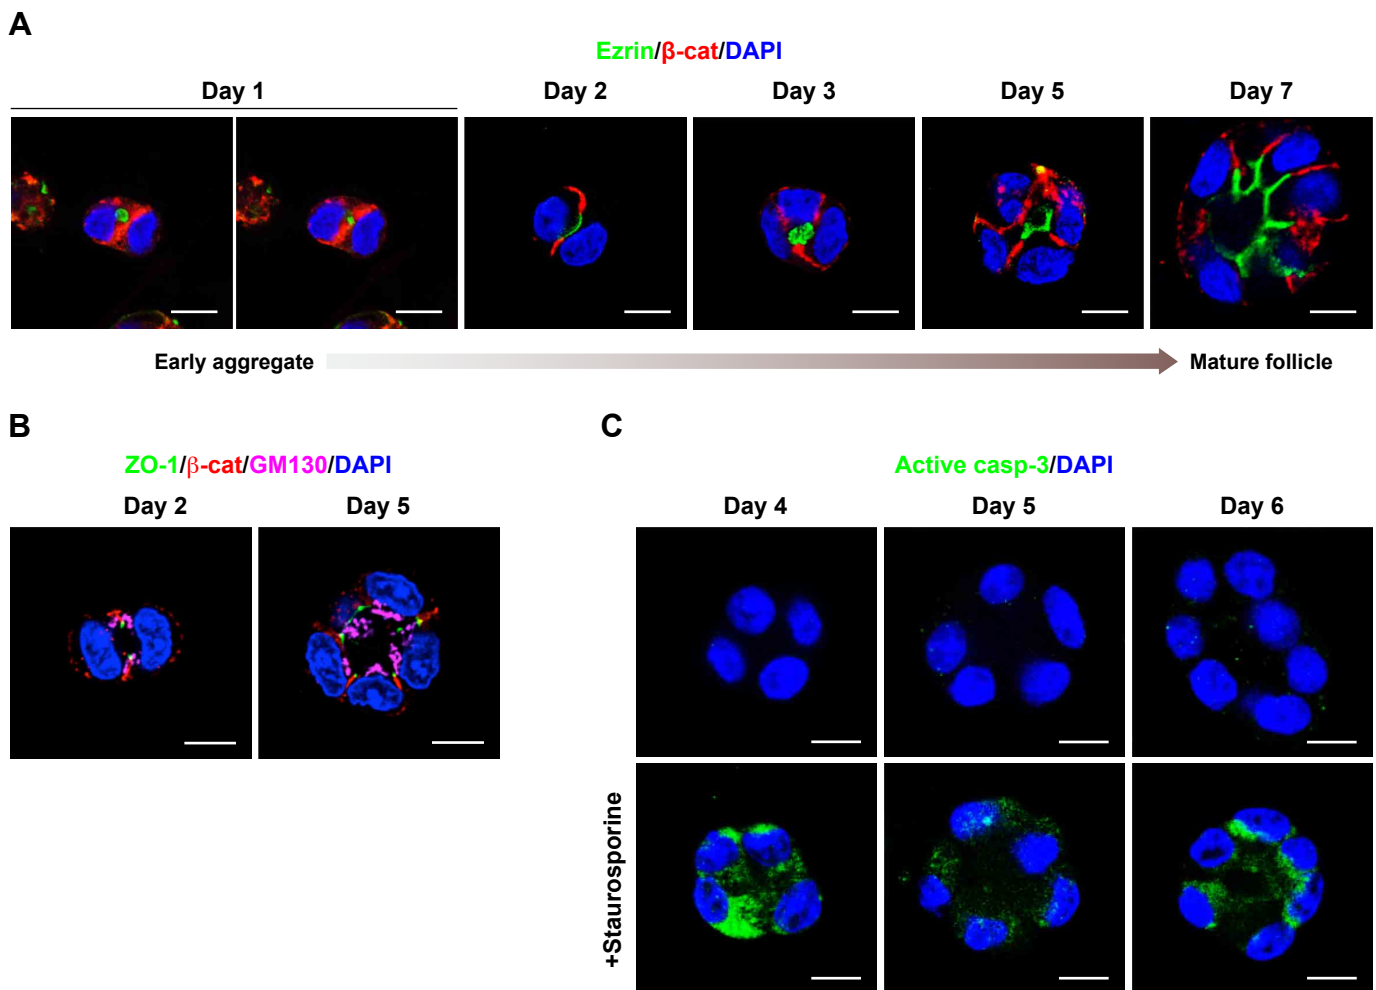 A
Ezrin/β-cat/DAPI
Day 1
Day 2
Day 3
Day 5
Day 7
Early aggregate
Mature follicle
B
ZO-1/β-cat/GM130/DAPI
Day 2
Day 5
C
Active casp-3/DAPI
Day 4
Day 5
Day 6
+Staurosporine